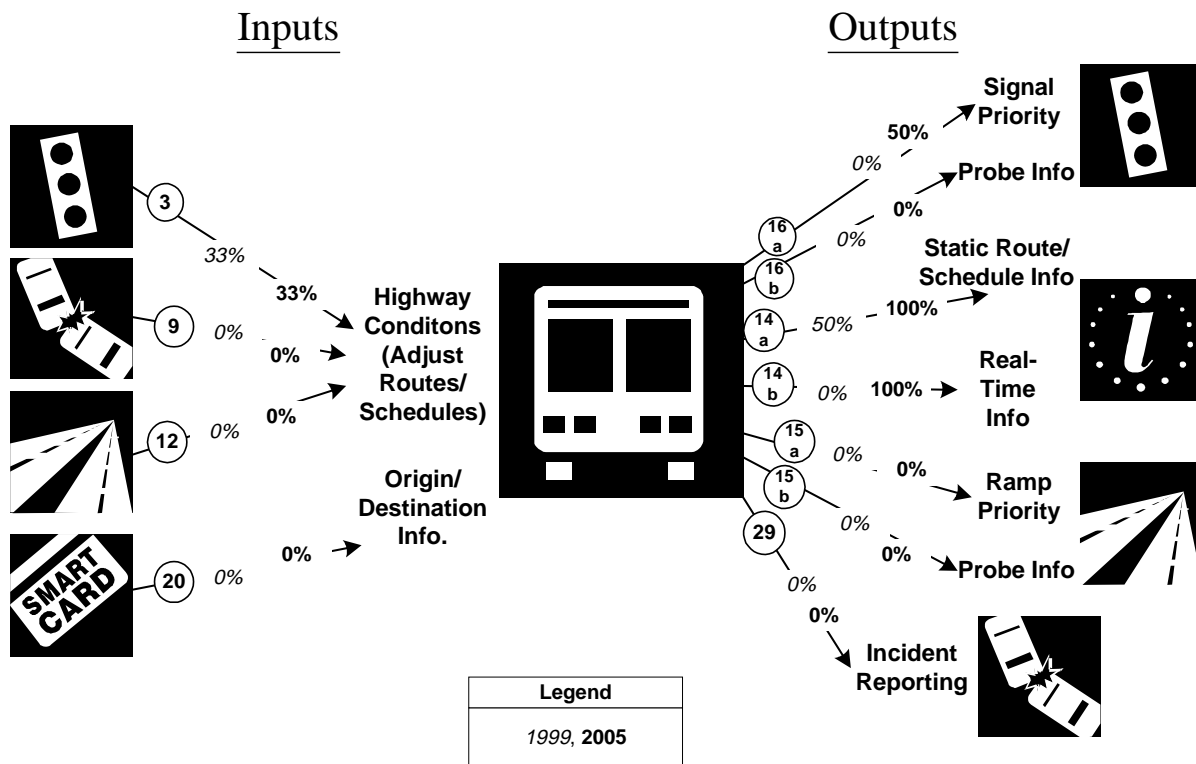 Inputs
Outputs
3
33%
33%
9
0%
0%
12
0%
0%
SMART
CARD
20
0%
0%
Highway
Conditons
(Adjust
Routes/
Schedules)
Origin/
Destination
Info.
16
a
0%
50%
Signal
Priority
16
b
0%
0%
Probe Info
14
a
50%
100%
Static Route/
Schedule Info
i
14
b
0%
100%
Real-
Time
Info
15
a
0%
0%
Ramp
Priority
15
b
0%
0%
Probe Info
29
0%
0%
Incident
Reporting
Legend
1999, 2005